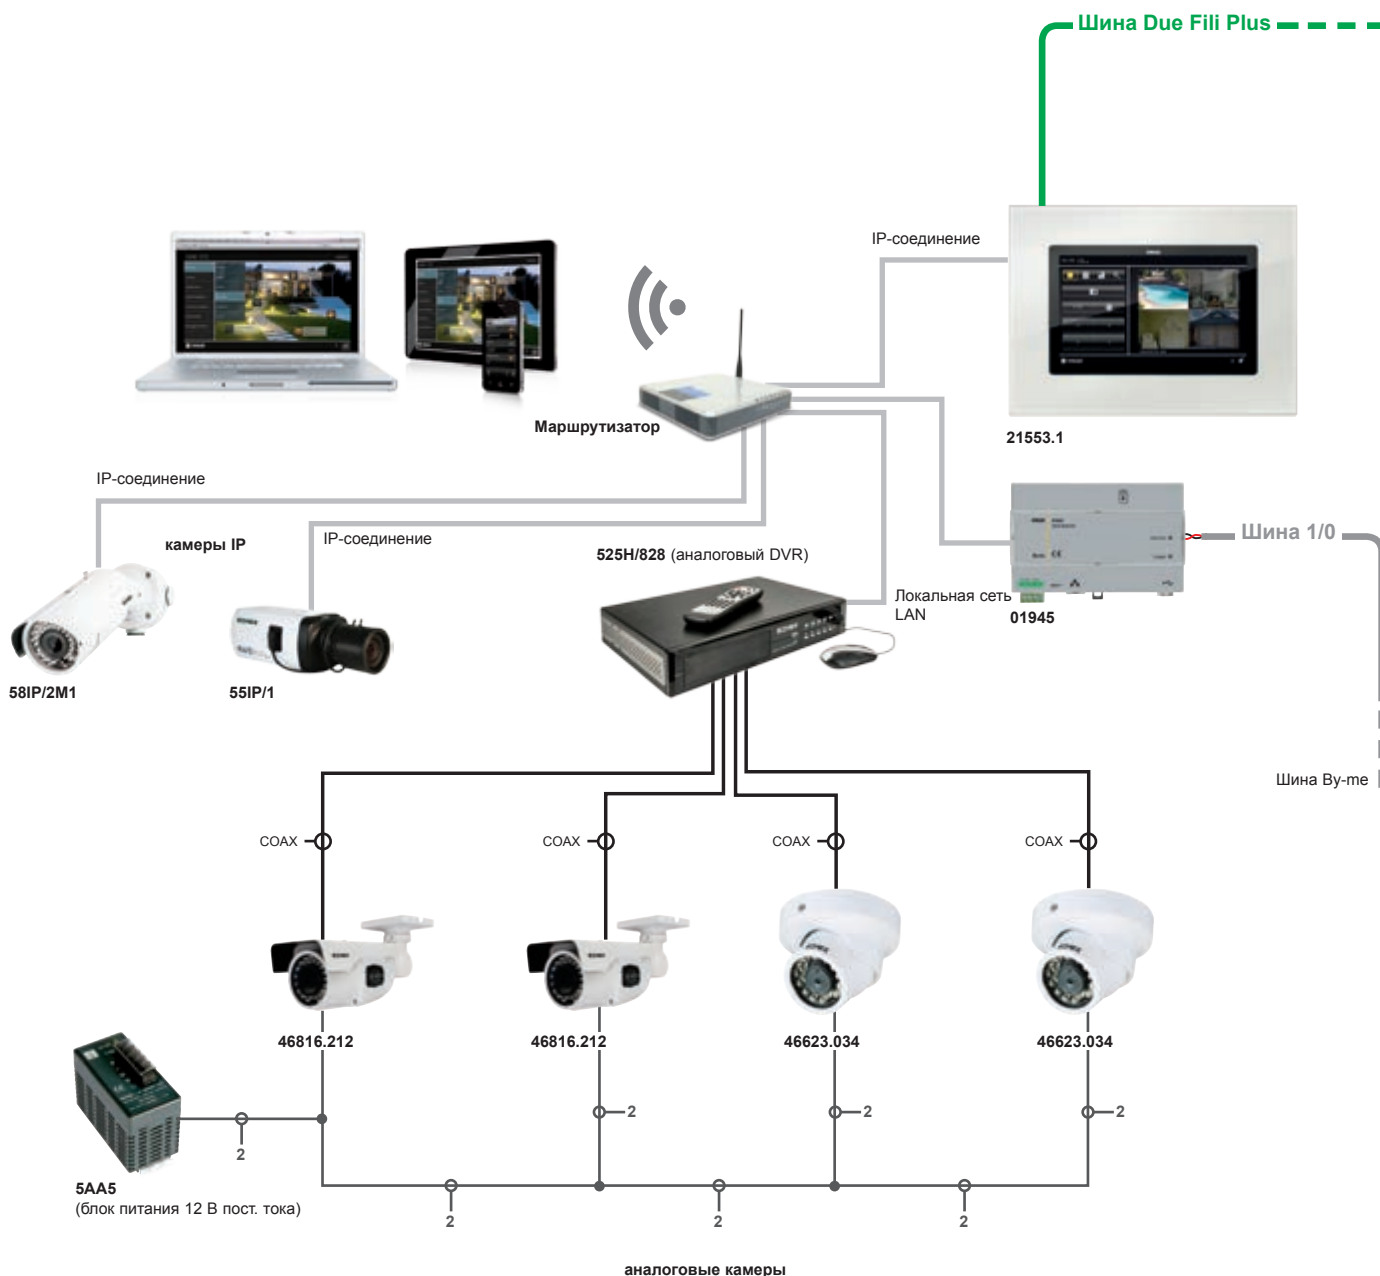 Шина Due Fili Plus
IP-соединение
Маршрутизатор
21553.1
IP-соединение
камеры IP
IP-соединение
525H/828 (аналоговый DVR)
Шина 1/0
Локальная сеть
LAN
01945
58IP/2M1
55IP/1
Шина By-me
COAX
COAX
COAX
COAX
46816.212
46816.212
46623.034
46623.034
2
2
2
2
5AA5
(блок питания 12 В пост. тока)
2
2
2
аналоговые камеры